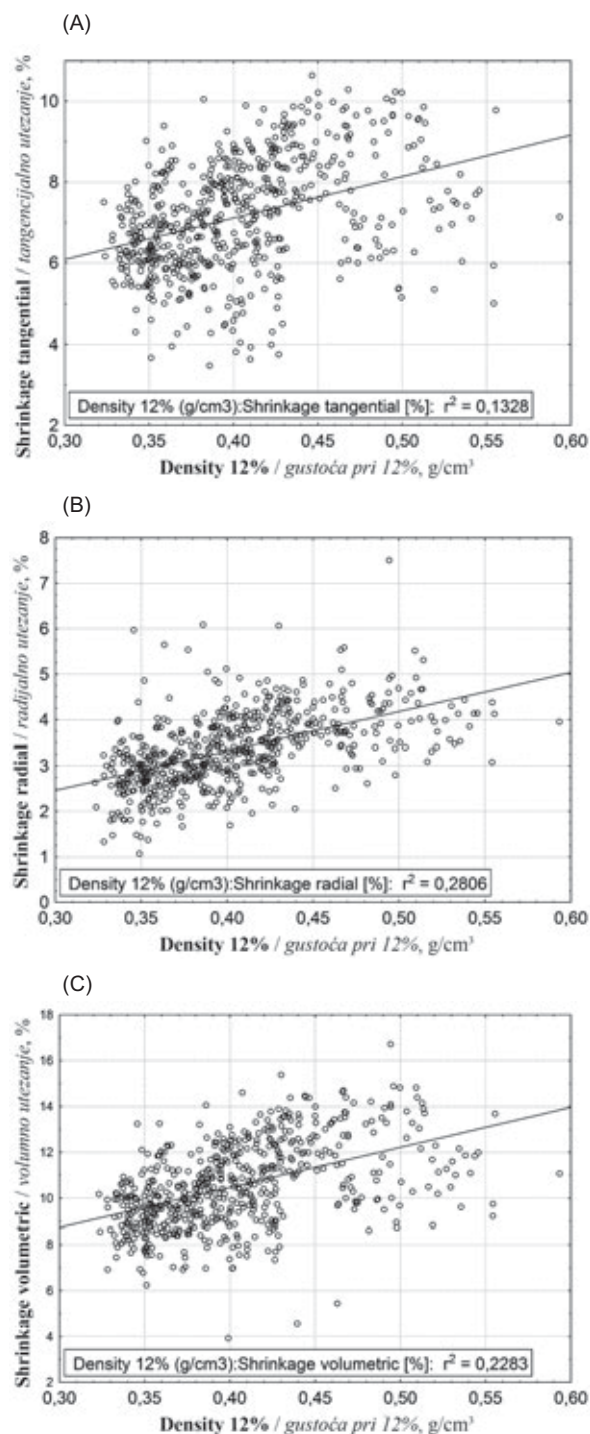 (A)
Shrinkage tangential / tangencijalno utezanje, %
10
8
6
4
2
Density 12% (g/cm3):Shrinkage tangential [%]: r² = 0,1328
0,30 0,35 0,40 0,45 0,50 0,55 0,60
Density 12% / gustoća pri 12%, g/cm³
(B)
Shrinkage radial / radijalno utezanje, %
8
7
6
5
4
3
2
1
0
Density 12% (g/cm3):Shrinkage radial [%]: r² = 0,2806
0,30 0,35 0,40 0,45 0,50 0,55 0,60
Density 12% / gustoća pri 12%, g/cm³
(C)
Shrinkage volumetric / volumno utezanje, %
18
16
14
12
10
8
6
4
2
Density 12% (g/cm3):Shrinkage volumetric [%]: r² = 0,2283
0,30 0,35 0,40 0,45 0,50 0,55 0,60
Density 12% / gustoća pri 12%, g/cm³